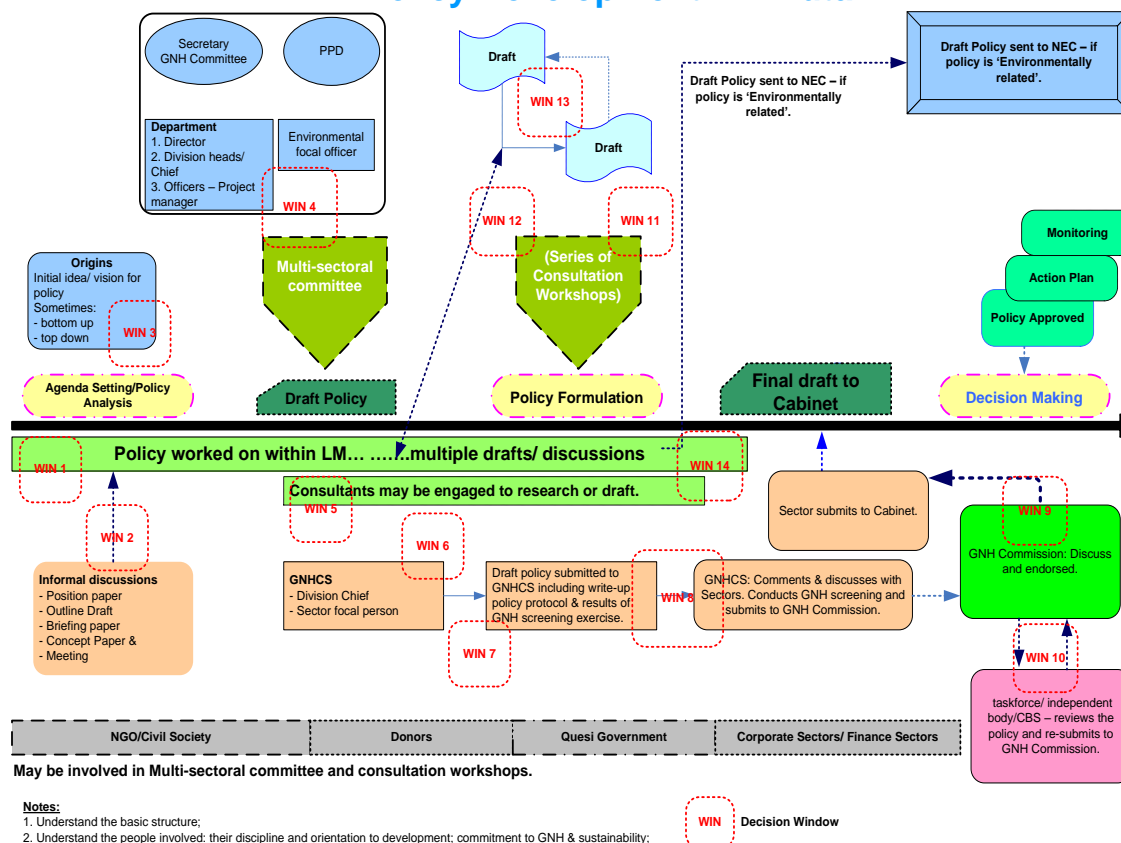 Secretary
GNH Committee
PPD
Department
1. Director
2. Division heads/
Chief
3. Officers – Project
manager
Environmental
focal officer
WIN 4
Draft
WIN 13
Draft
Draft Policy sent to NEC – if
policy is ‘Environmentally
related’.
Draft Policy sent to NEC – if
policy is ‘Environmentally
related’.
WIN 12
WIN 11
Multi-sectoral
committee
(Series of
Consultation
Workshops)
Monitoring
Action Plan
Policy Approved
Origins
Initial idea/ vision for
policy
Sometimes:
- bottom up
- top down
WIN 3
Agenda Setting/Policy
Analysis
Draft Policy
Policy Formulation
Final draft to
Cabinet
Decision Making
WIN 1
Policy worked on within LM… …...multiple drafts/ discussions
WIN 14
Consultants may be engaged to research or draft.
WIN 5
WIN 2
WIN 6
Sector submits to Cabinet.
WIN 9
GNH Commission: Discuss
and endorsed.
Informal discussions
- Position paper
- Outline Draft
- Briefing paper
- Concept Paper &
- Meeting
GNHCS
- Division Chief
- Sector focal person
WIN 7
Draft policy submitted to
GNHCS including write-up
policy protocol & results of
GNH screening exercise.
WIN 8
GNHCS: Comments & discusses with
Sectors. Conducts GNH screening and
submits to GNH Commission.
WIN 10
taskforce/ independent
body/CBS – reviews the
policy and re-submits to
GNH Commission.
NGO/Civil Society
Donors
Quesi Government
Corporate Sectors/ Finance Sectors
May be involved in Multi-sectoral committee and consultation workshops.
Notes:
1. Understand the basic structure;
2. Understand the people involved: their discipline and orientation to development; commitment to GNH & sustainability;
WIN
Decision Window